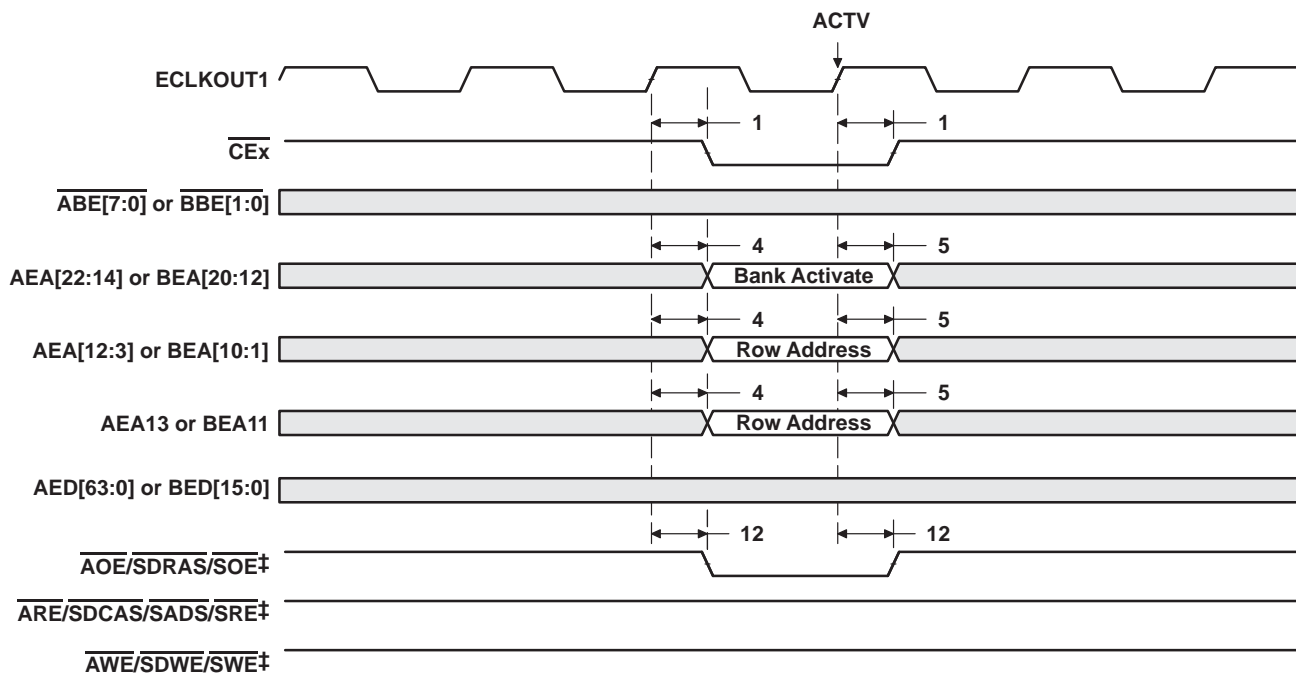 ACTV
ECLKOUT1
1 1
CEx
ABE[7:0] or BBE[1:0]
4 5
AEA[22:14] or BEA[20:12] Bank Activate
4 5
AEA[12:3] or BEA[10:1] Row Address
4 5
AEA13 or BEA11 Row Address
AED[63:0] or BED[15:0]
12 12
AOE/SDRAS/SOE‡
ARE/SDCAS/SADS/SRE‡
AWE/SDWE/SWE‡